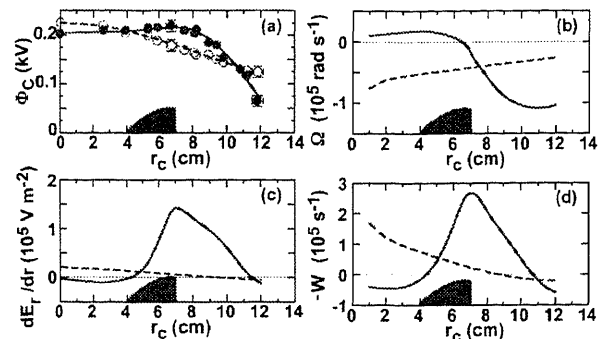 (a)
Φ_C (kV)
0.2
0.1
0
0 2 4 6 8 10 12 14
r_C (cm)
(b)
Ω (10^5 rad s^-1)
0
-1
0 2 4 6 8 10 12 14
r_C (cm)
(c)
dE_r/dr (10^5 V m^-2)
2
1
0
0 2 4 6 8 10 12 14
r_C (cm)
(d)
-W (10^5 s^-1)
3
2
1
0
-1
0 2 4 6 8 10 12 14
r_C (cm)